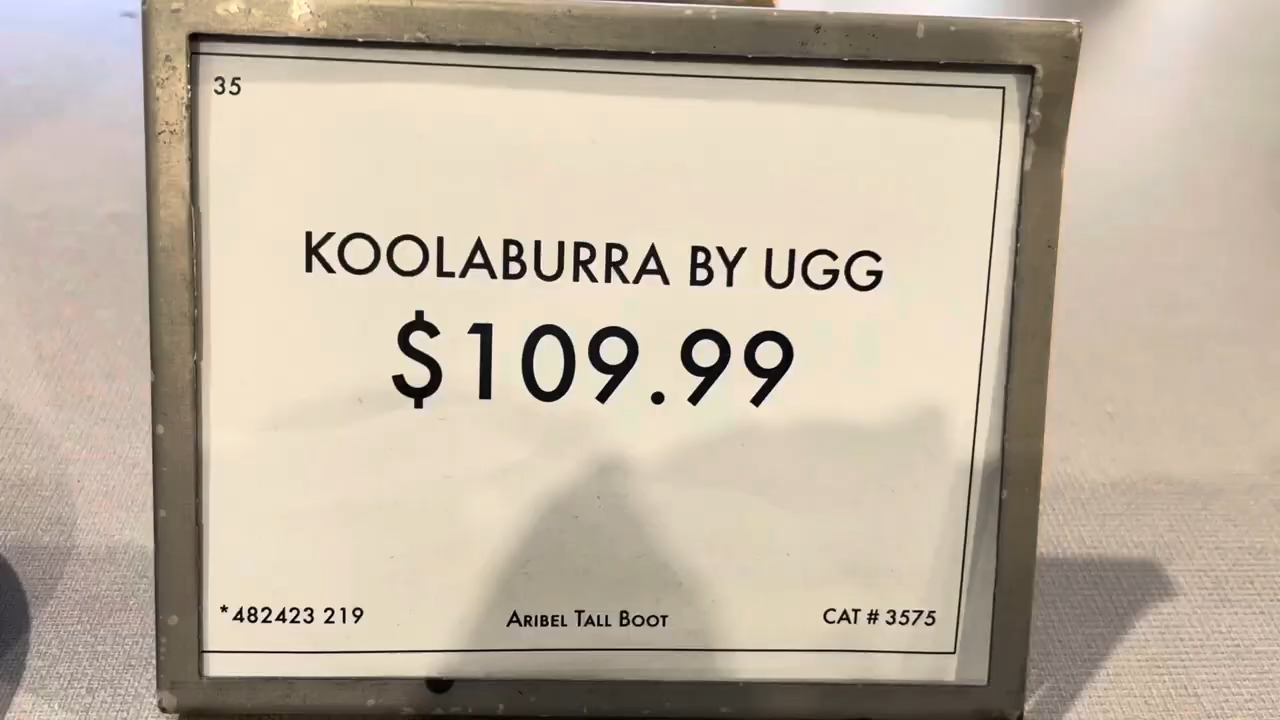 35
KOOLABURRA BY UGG
$109.99
*482423 219
Aribel Tall Boot
CAT # 3575